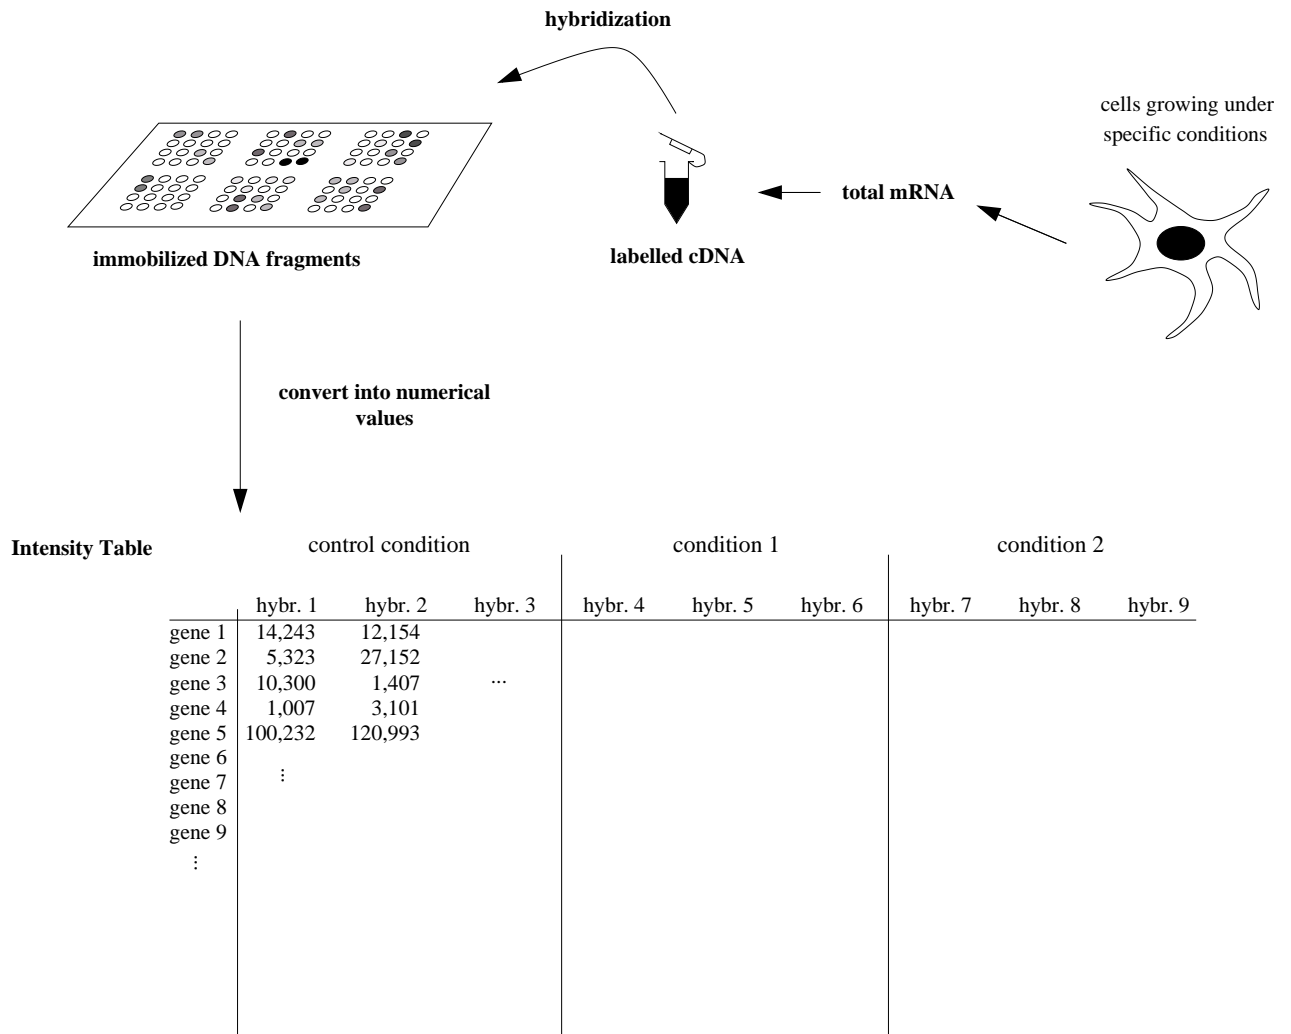 hybridization
cells growing under
specific conditions
total mRNA
immobilized DNA fragments
labelled cDNA
convert into numerical
values
Intensity Table
control condition condition 1 condition 2
hybr. 1 hybr. 2 hybr. 3 hybr. 4 hybr. 5 hybr. 6 hybr. 7 hybr. 8 hybr. 9
gene 1 14,243 12,154
gene 2 5,323 27,152
gene 3 10,300 1,407 ...
gene 4 1,007 3,101
gene 5 100,232 120,993
gene 6
gene 7 ⋮
gene 8
gene 9
⋮